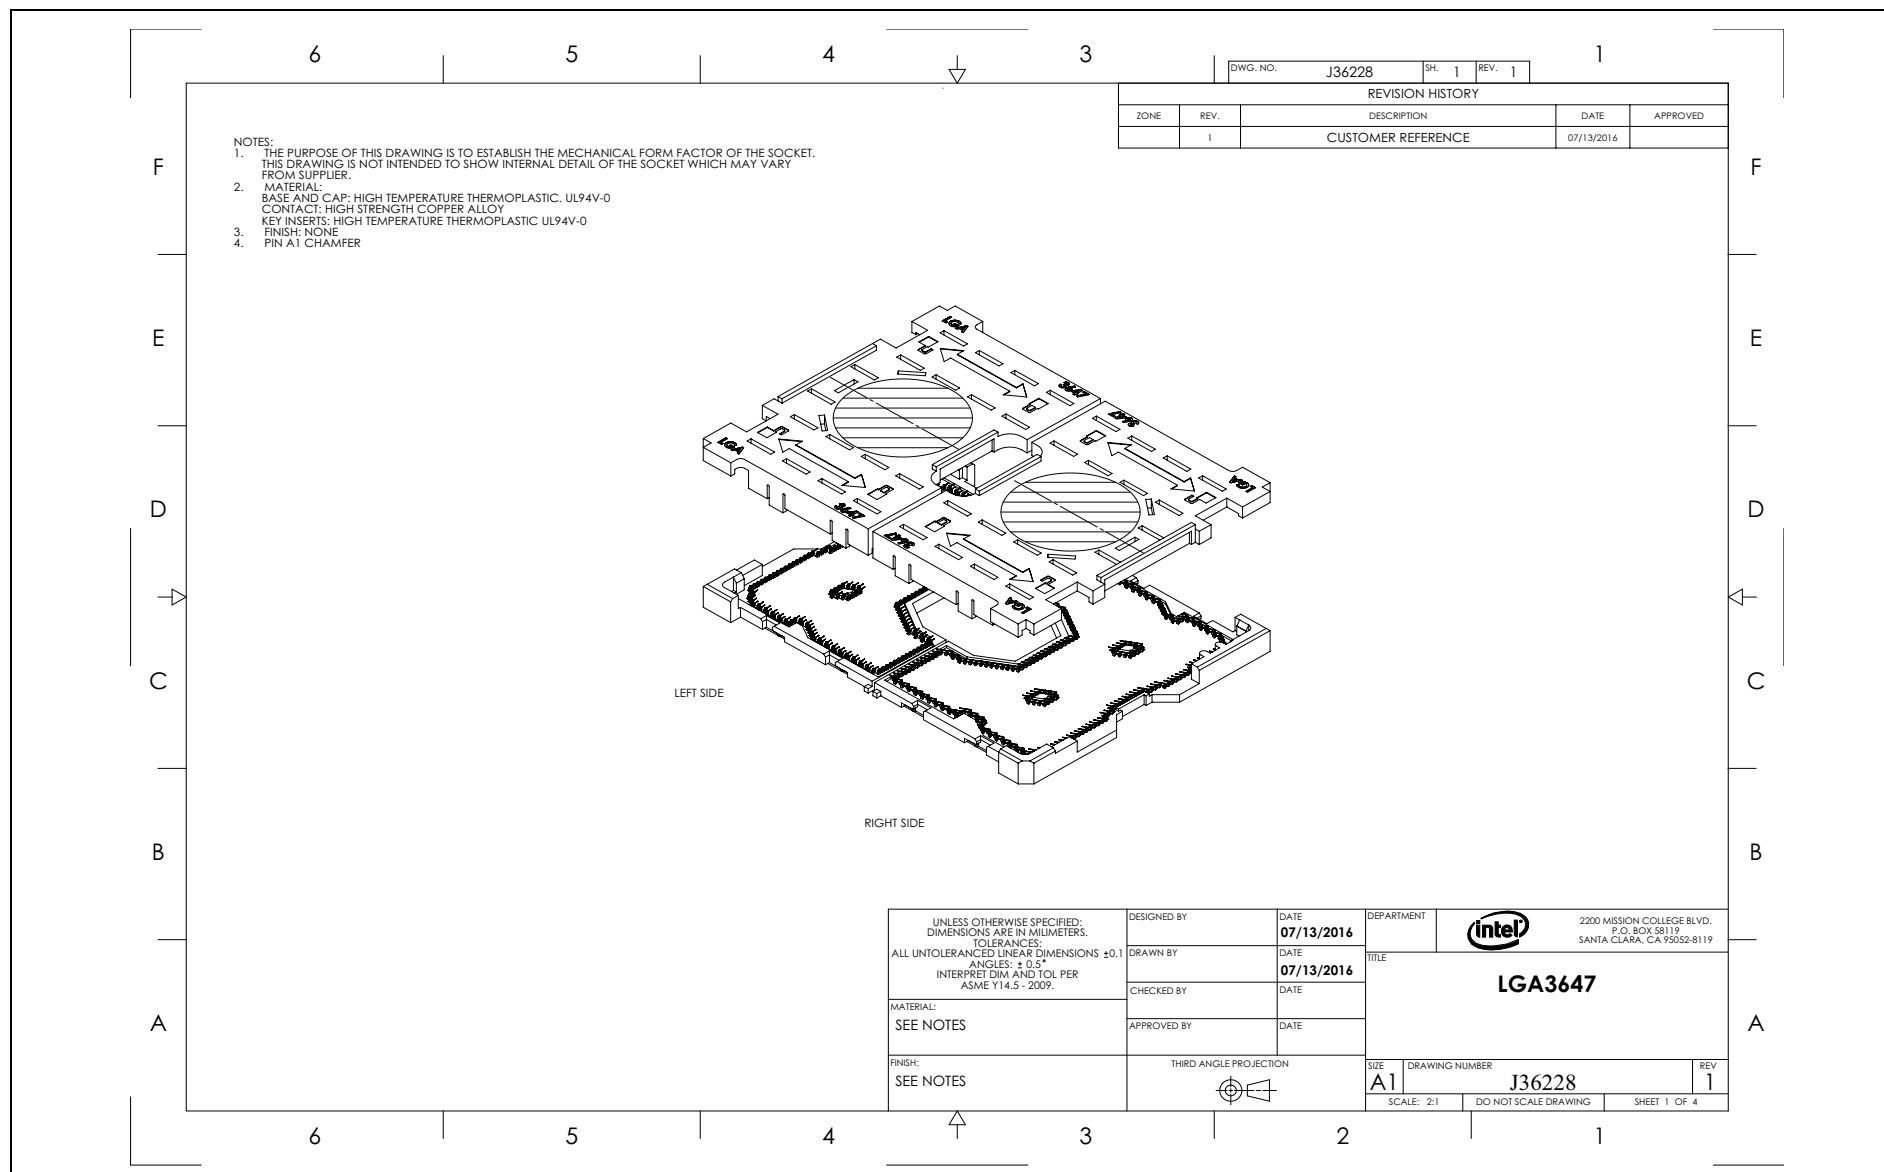 6 5 4 3 1
DWG. NO. J36228 SH. 1 REV. 1
REVISION HISTORY
ZONE REV. DESCRIPTION DATE APPROVED
1 CUSTOMER REFERENCE 07/13/2016
NOTES:
1. THE PURPOSE OF THIS DRAWING IS TO ESTABLISH THE MECHANICAL FORM FACTOR OF THE SOCKET.
THIS DRAWING IS NOT INTENDED TO SHOW INTERNAL DETAIL OF THE SOCKET WHICH MAY VARY
FROM SUPPLIER.
2. MATERIAL:
BASE AND CAP: HIGH TEMPERATURE THERMOPLASTIC. UL94V-0
CONTACT: HIGH STRENGTH COPPER ALLOY
KEY INSERTS: HIGH TEMPERATURE THERMOPLASTIC UL94V-0
3. FINISH: NONE
4. PIN A1 CHAMFER
F F
E E
LGA
3647
3647
LGA
LGA
3647
3647
LGA
D D
C C
LEFT SIDE
RIGHT SIDE
B B
A A
UNLESS OTHERWISE SPECIFIED:
DIMENSIONS ARE IN MILIMETERS.
TOLERANCES:
ALL UNTOLERANCED LINEAR DIMENSIONS ±0.1
ANGLES: ± 0.5°
INTERPRET DIM AND TOL PER
ASME Y14.5 - 2009.
MATERIAL:
SEE NOTES
FINISH:
SEE NOTES
DESIGNED BY DATE
07/13/2016
DRAWN BY DATE
07/13/2016
CHECKED BY DATE
APPROVED BY DATE
THIRD ANGLE PROJECTION
DEPARTMENT
intel
2200 MISSION COLLEGE BLVD.
P.O. BOX 58119
SANTA CLARA, CA 95052-8119
TITLE
LGA3647
SIZE DRAWING NUMBER REV
A1 J36228 1
SCALE: 2:1 DO NOT SCALE DRAWING SHEET 1 OF 4
6 5 4 3 2 1